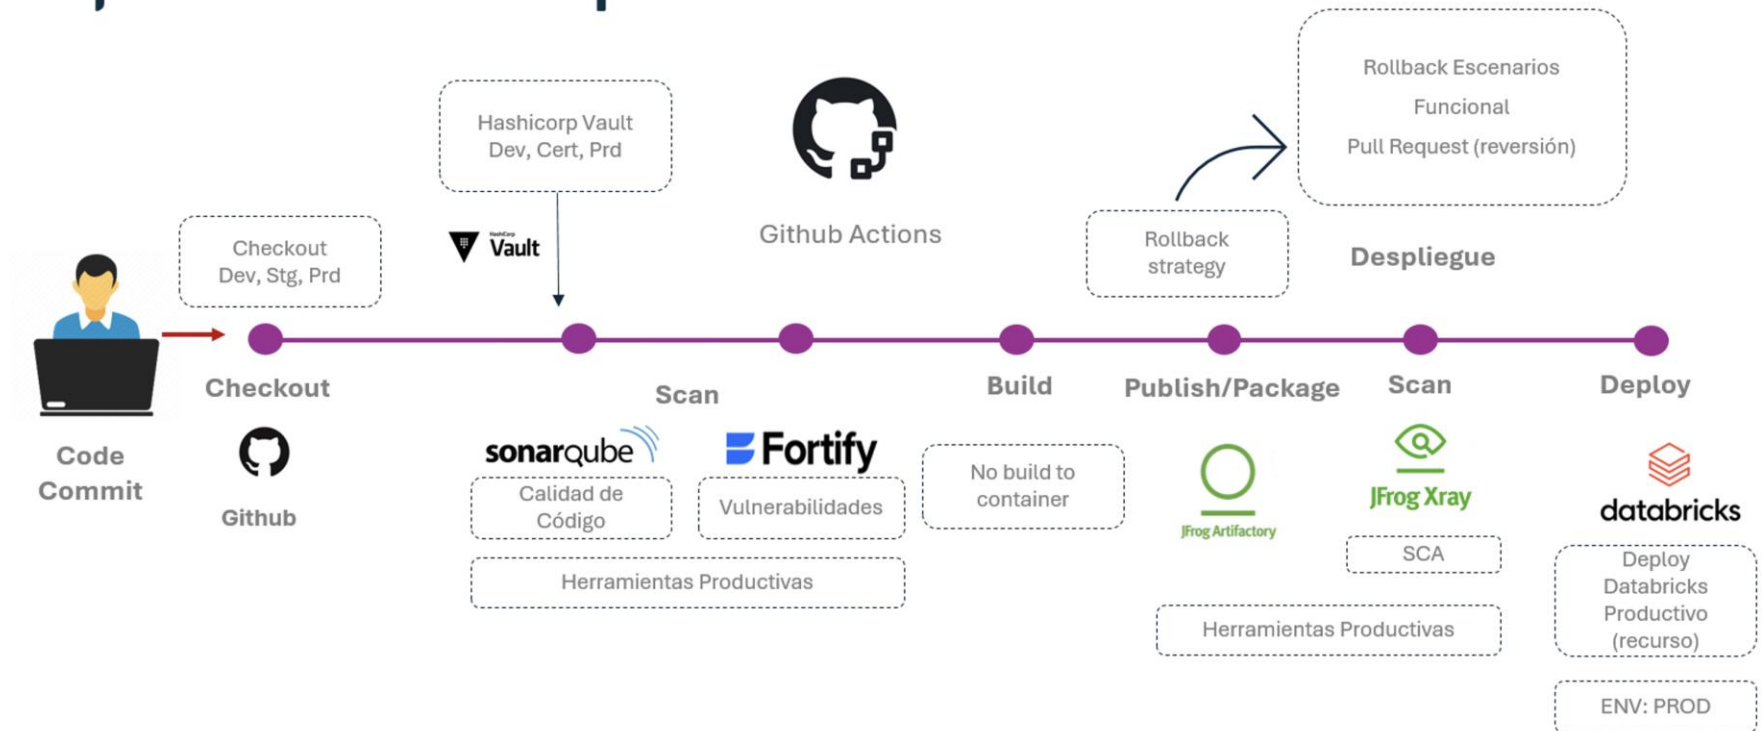 Hashicorp Vault
Dev, Cert, Prd
Rollback Escenarios
Funcional
Pull Request (reversión)
Checkout
Dev, Stg, Prd
HashiCorp
Vault
Github Actions
Rollback
strategy
Despliegue
Code
Commit
Checkout
Github
Scan
sonarqube
Calidad de
Código
Fortify
Vulnerabilidades
Herramientas Productivas
Build
No build to
container
Publish/Package
JFrog Artifactory
Scan
JFrog Xray
SCA
Herramientas Productivas
Deploy
databricks
Deploy
Databricks
Productivo
(recurso)
ENV: PROD